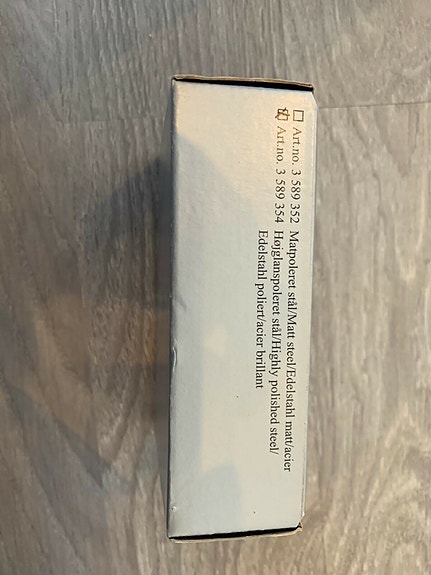 ☐ Art.no. 3 589 352 Matpoleret stål/Matt steel/Edelstahl matt/acier
☒ Art.no. 3 589 354 Højglanspoleret stål/Highly polished steel/
Edelstahl poliert/acier brillant